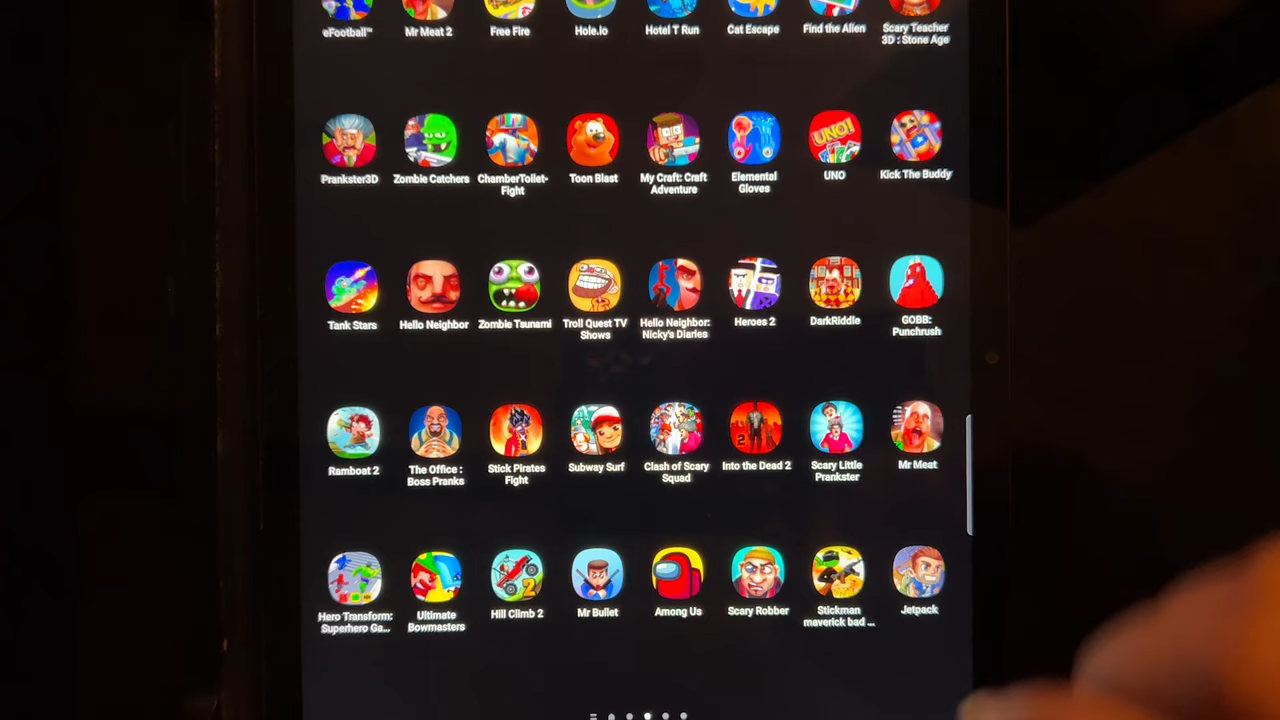 eFootball™ Mr Meat 2 Free Fire Hole.io Hotel T Run Cat Escape Find the Alien Scary Teacher
3D : Stone Age
UNO!
Prankster3D Zombie Catchers ChamberToilet- Toon Blast My Craft: Craft Elemental UNO Kick The Buddy
Fight Adventure Gloves
Tank Stars Hello Neighbor Zombie Tsunami Troll Quest TV Hello Neighbor: Heroes 2 DarkRiddle GOBB:
Shows Nicky's Diaries Punchrush
2
Ramboat 2 The Office : Stick Pirates Subway Surf Clash of Scary Into the Dead 2 Scary Little Mr Meat
Boss Pranks Fight Squad Prankster
2
Hero Transform: Ultimate Hill Climb 2 Mr Bullet Among Us Scary Robber Stickman Jetpack
Superhero Ga... Bowmasters maverick bad ...